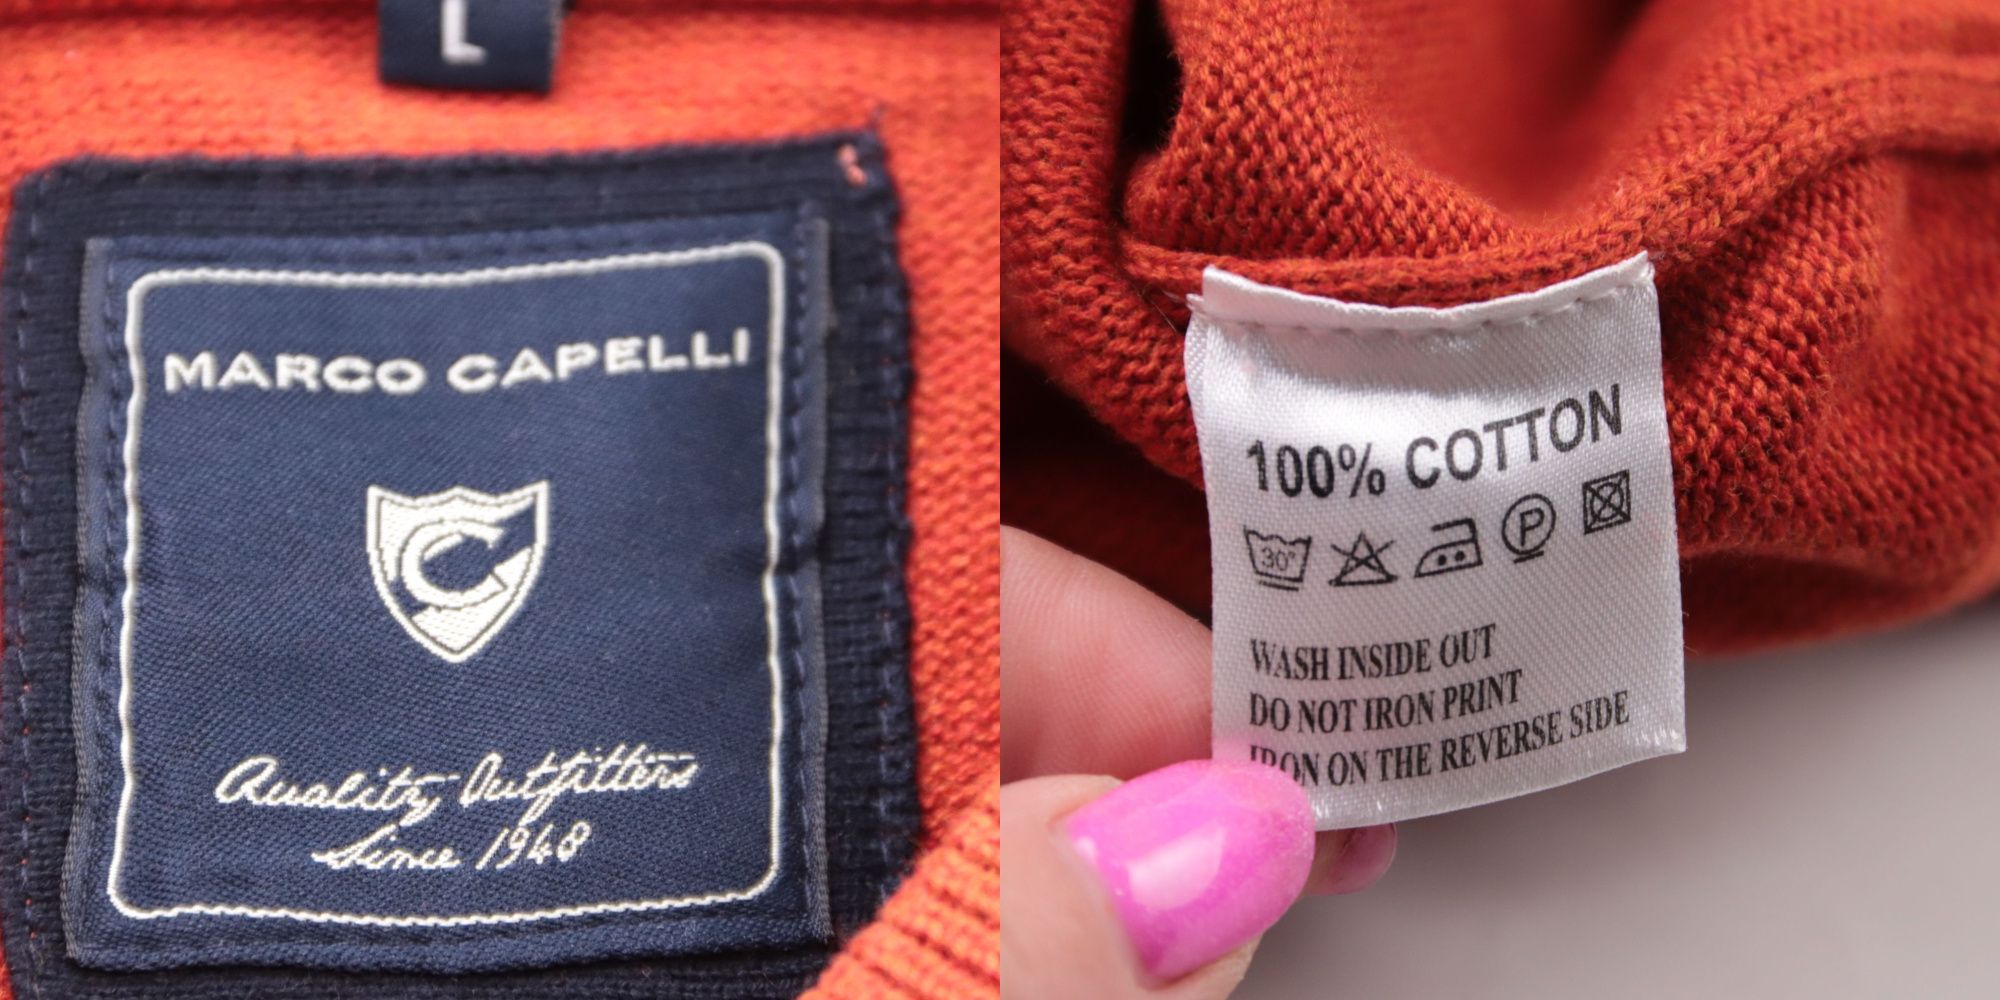 L
MARCO CAPELLI
C
Quality Outfitters
Since 1948
100% COTTON
30° P
WASH INSIDE OUT
DO NOT IRON PRINT
IRON ON THE REVERSE SIDE